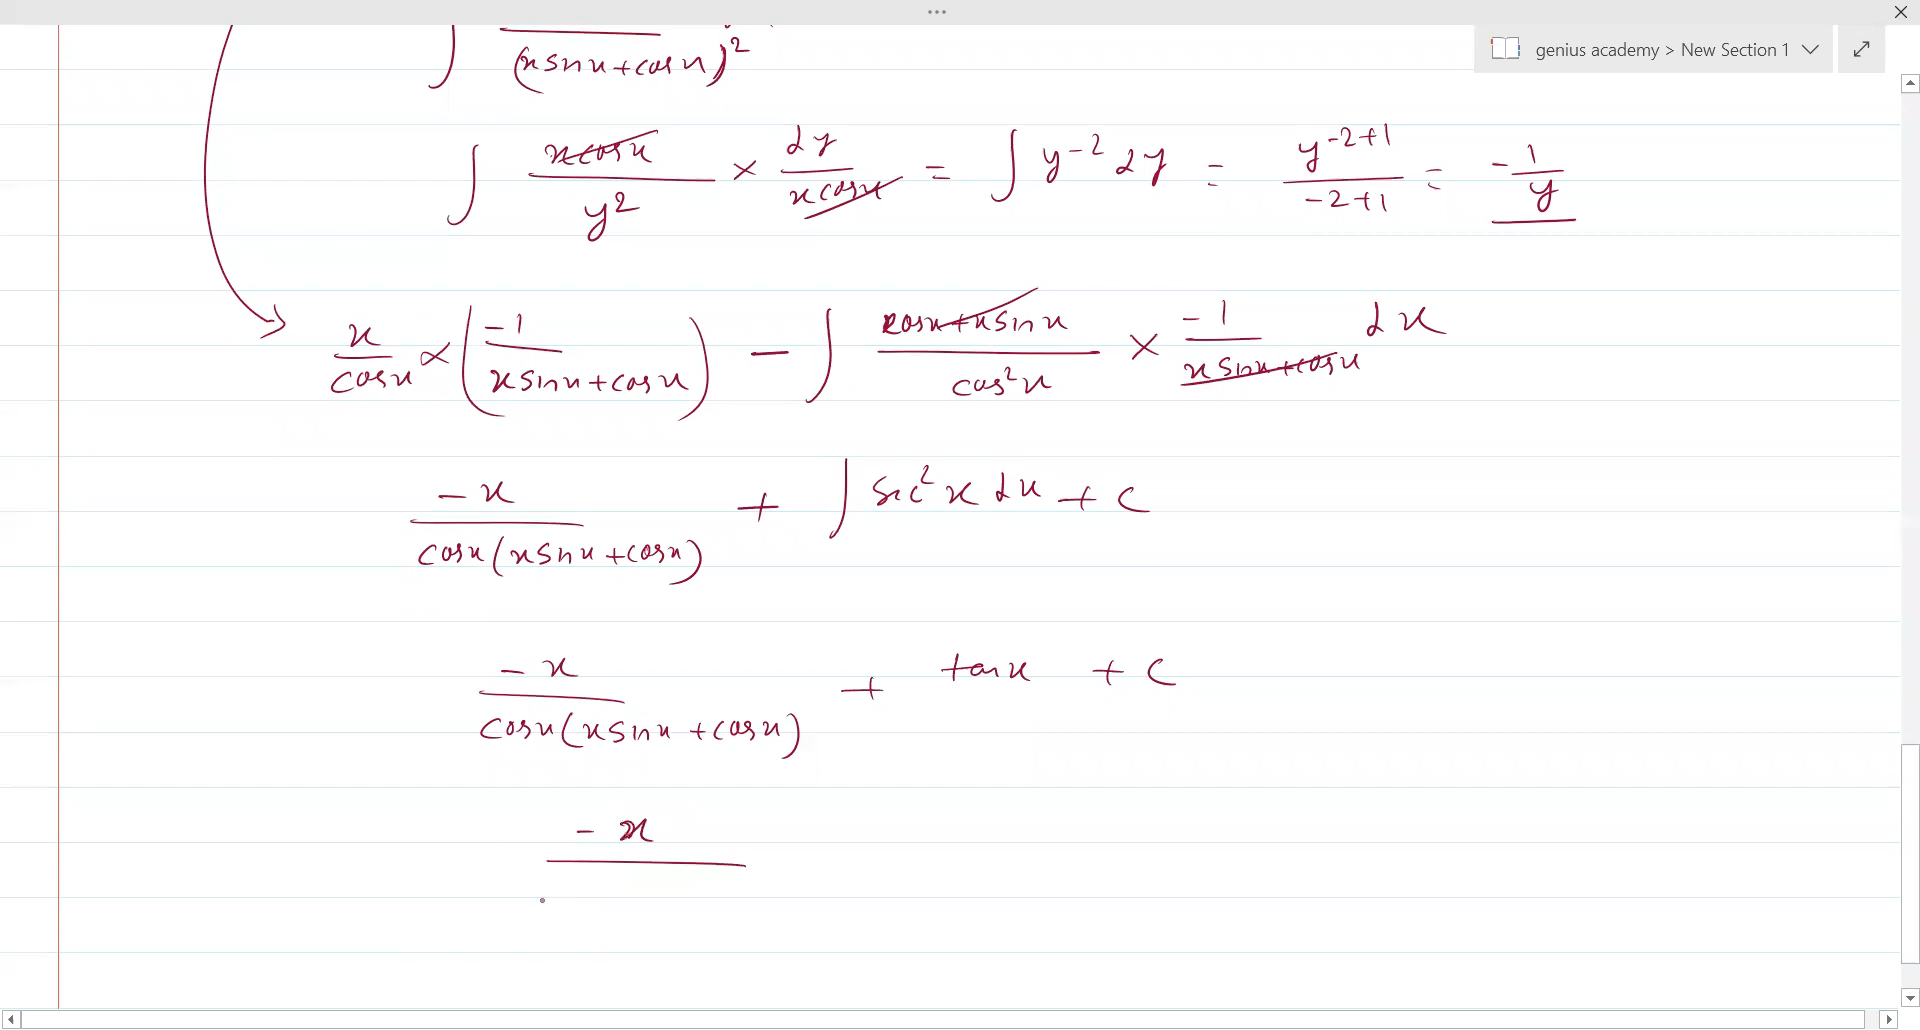 genius academy > New Section 1
∫ (x sin x + cos x)²
∫ x cos x / y² × dy / x cos x = ∫ y⁻² dy = y⁻²⁺¹ / -2+1 = -1/y
x / cos x × (-1 / x sin x + cos x) - ∫ cos x + x sin x / cos² x × -1 / x sin x + cos x dx
-x / cos x (x sin x + cos x) + ∫ sec² x dx + c
-x / cos x (x sin x + cos x) + tan x + c
-x